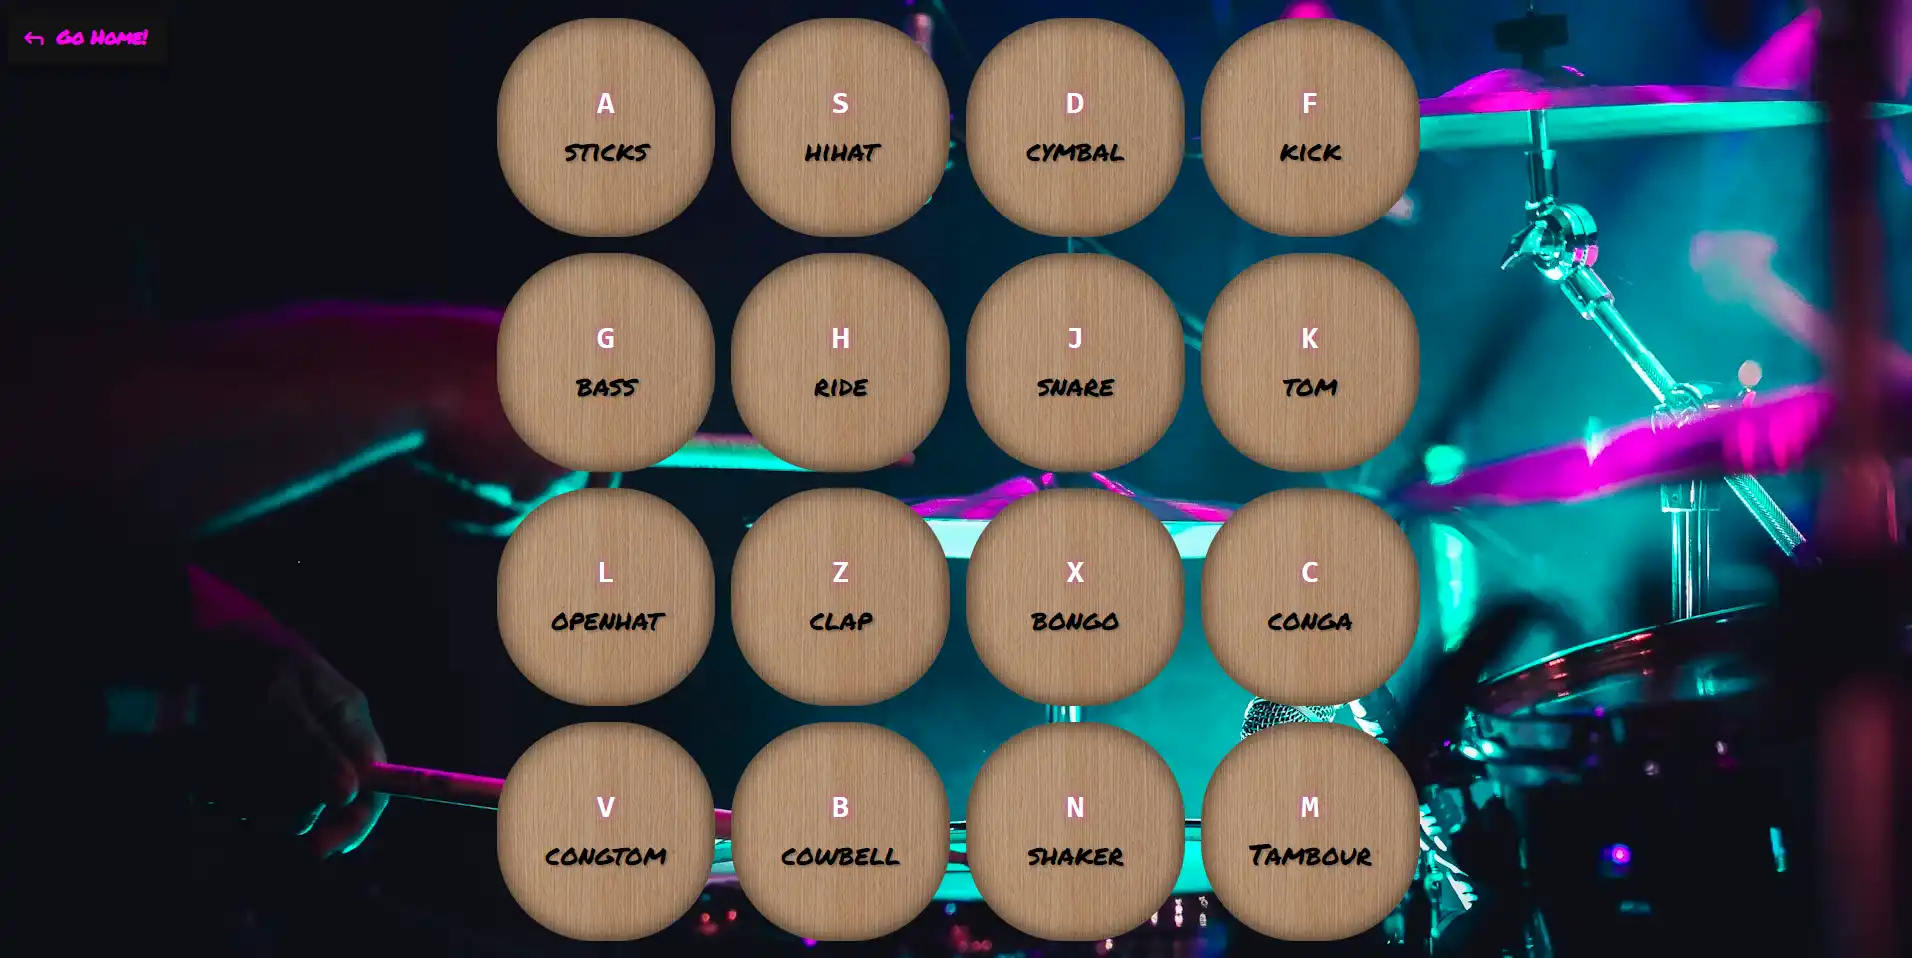 Go Home!
A
STICKS
S
HIHAT
D
CYMBAL
F
KICK
G
BASS
H
RIDE
J
SNARE
K
TOM
L
OPENHAT
Z
CLAP
X
BONGO
C
CONGA
V
CONGTOM
B
COWBELL
N
SHAKER
M
TAMBOUR